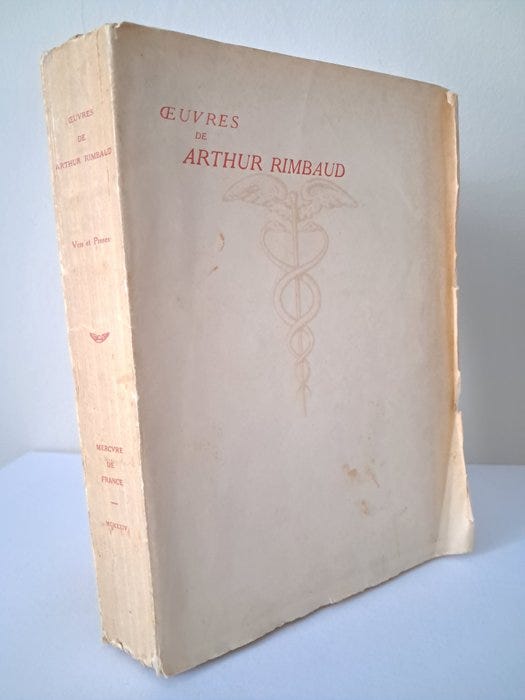 ŒUVRES
DE
ARTHUR RIMBAUD
Vers et Proses
MERCVRE
DE
FRANCE
ŒUVRES
DE
ARTHUR RIMBAUD